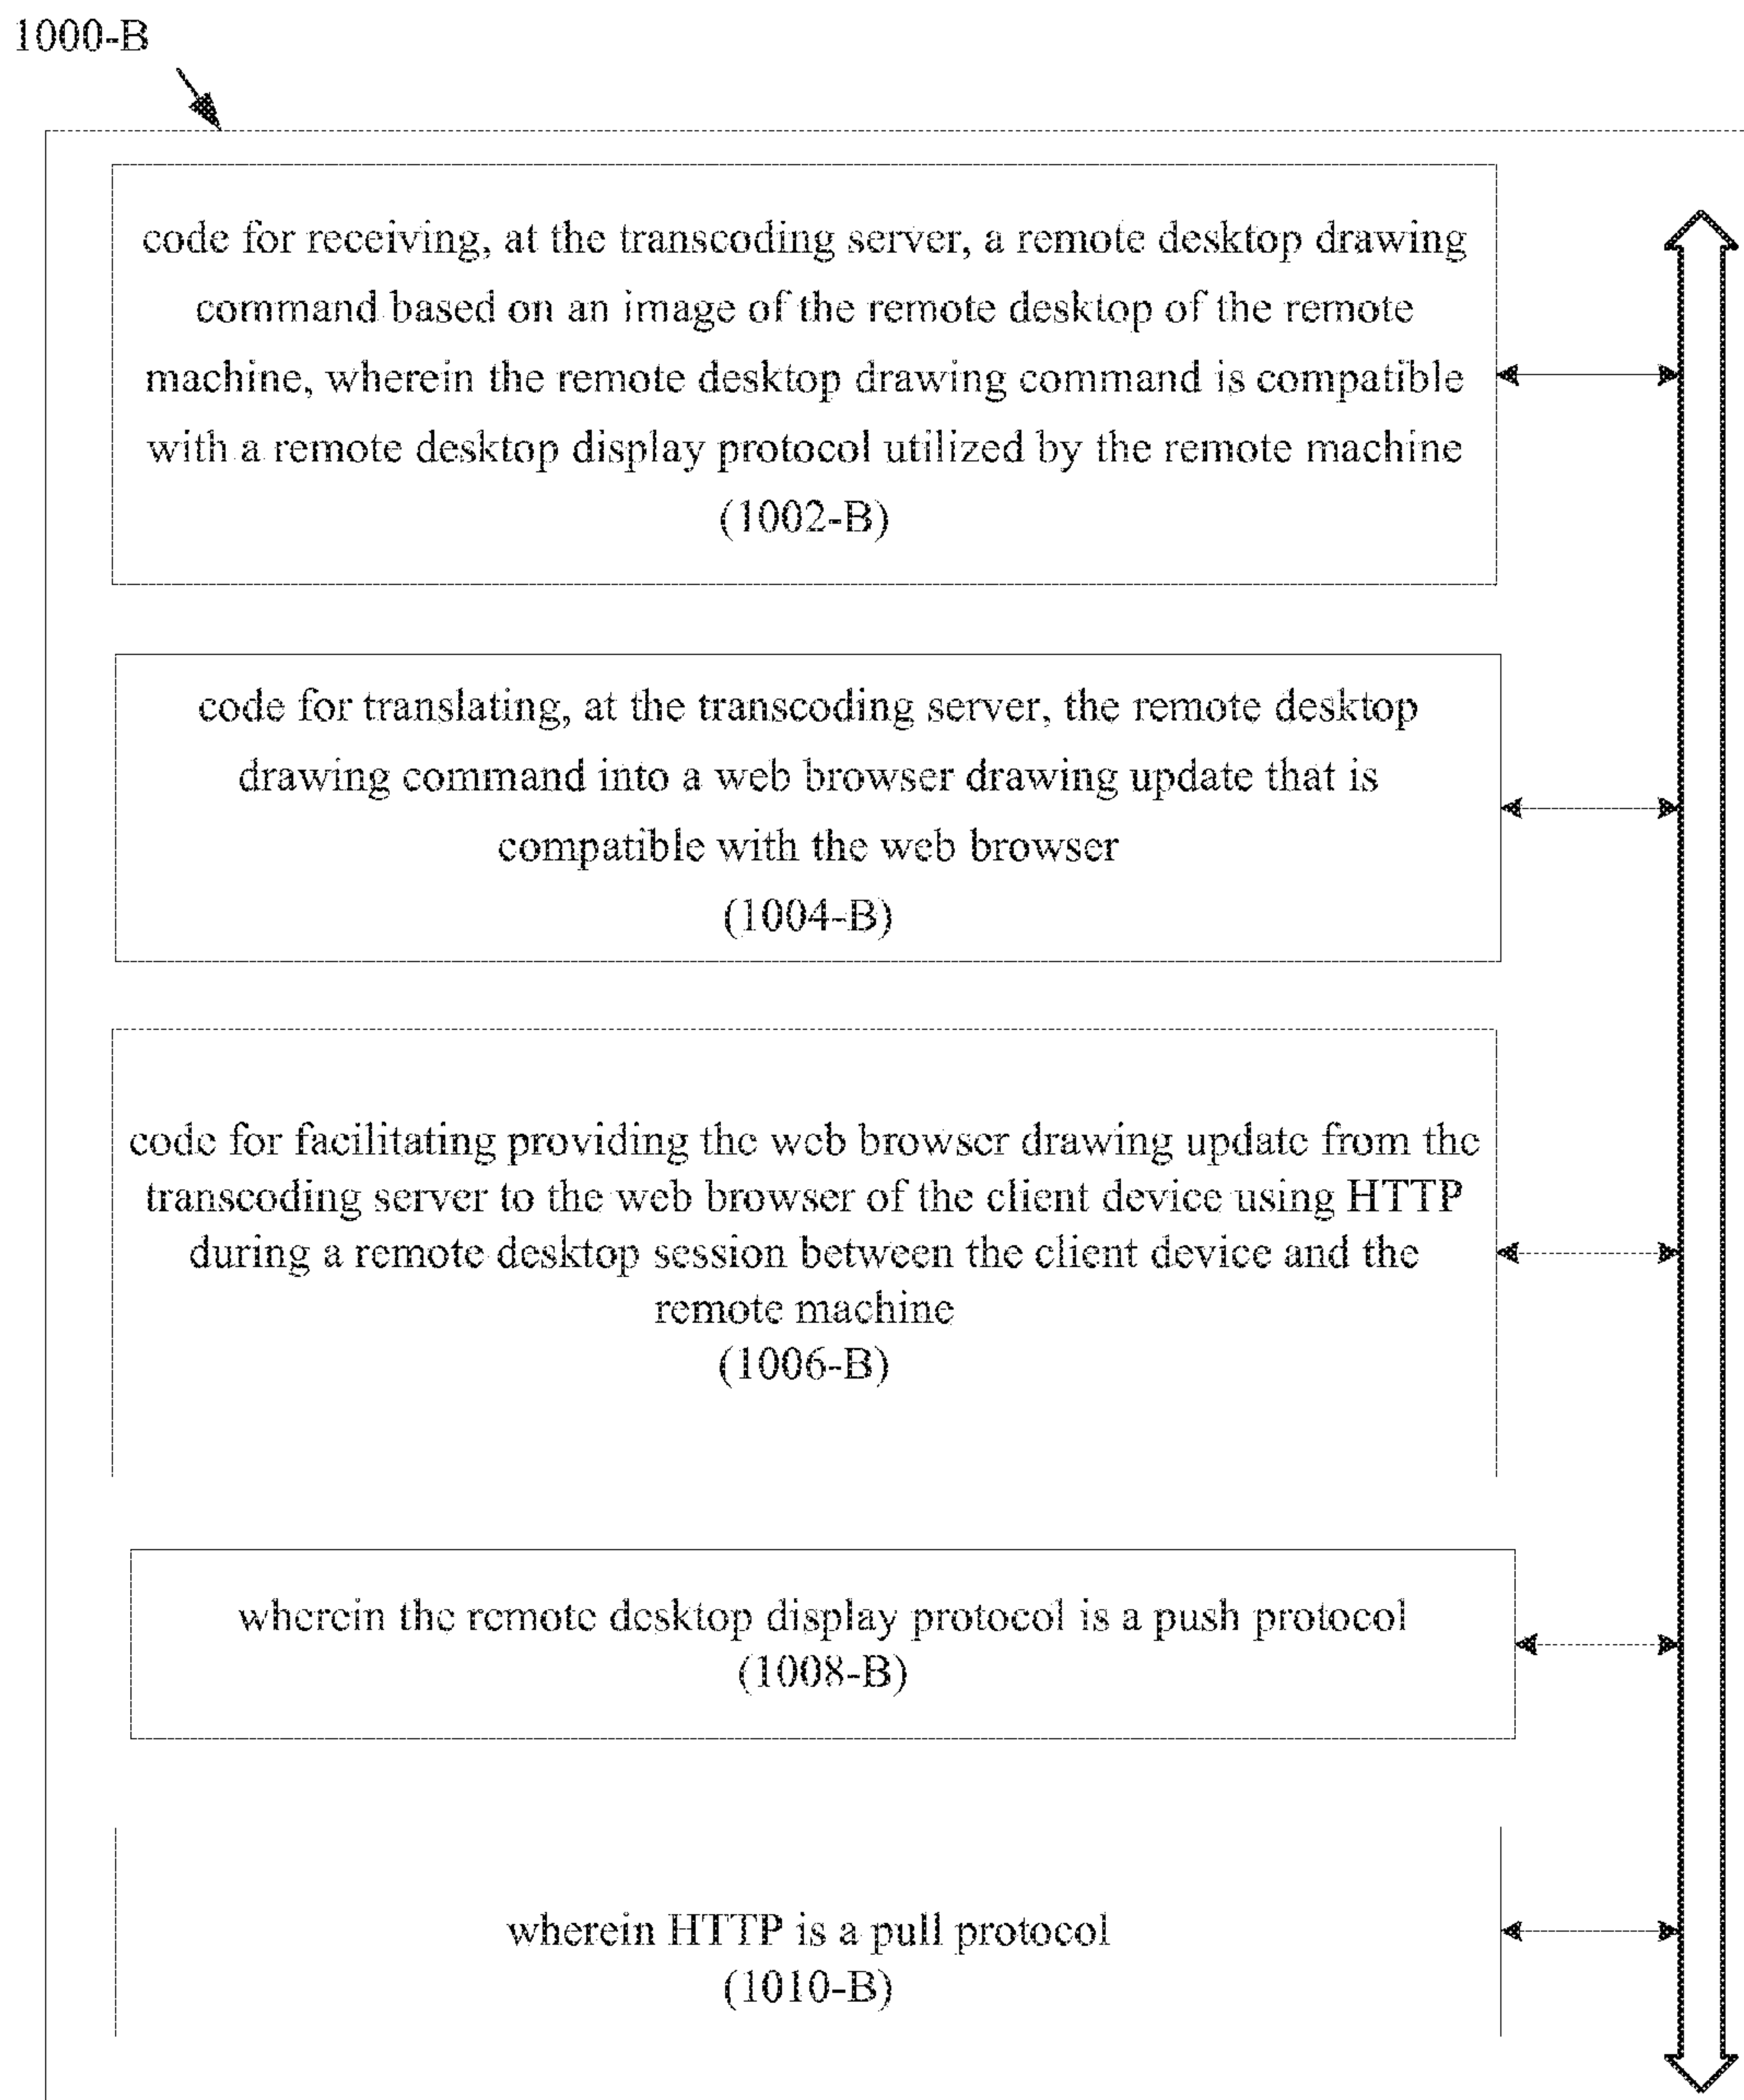 1000-B
code for receiving, at the transcoding server, a remote desktop drawing
command based on an image of the remote desktop of the remote
machine, wherein the remote desktop drawing command is compatible
with a remote desktop display protocol utilized by the remote machine
(1002-B)
code for translating, at the transcoding server, the remote desktop
drawing command into a web browser drawing update that is
compatible with the web browser
(1004-B)
code for facilitating providing the web browser drawing update from the
transcoding server to the web browser of the client device using HTTP
during a remote desktop session between the client device and the
remote machine
(1006-B)
wherein the remote desktop display protocol is a push protocol
(1008-B)
wherein HTTP is a pull protocol
(1010-B)